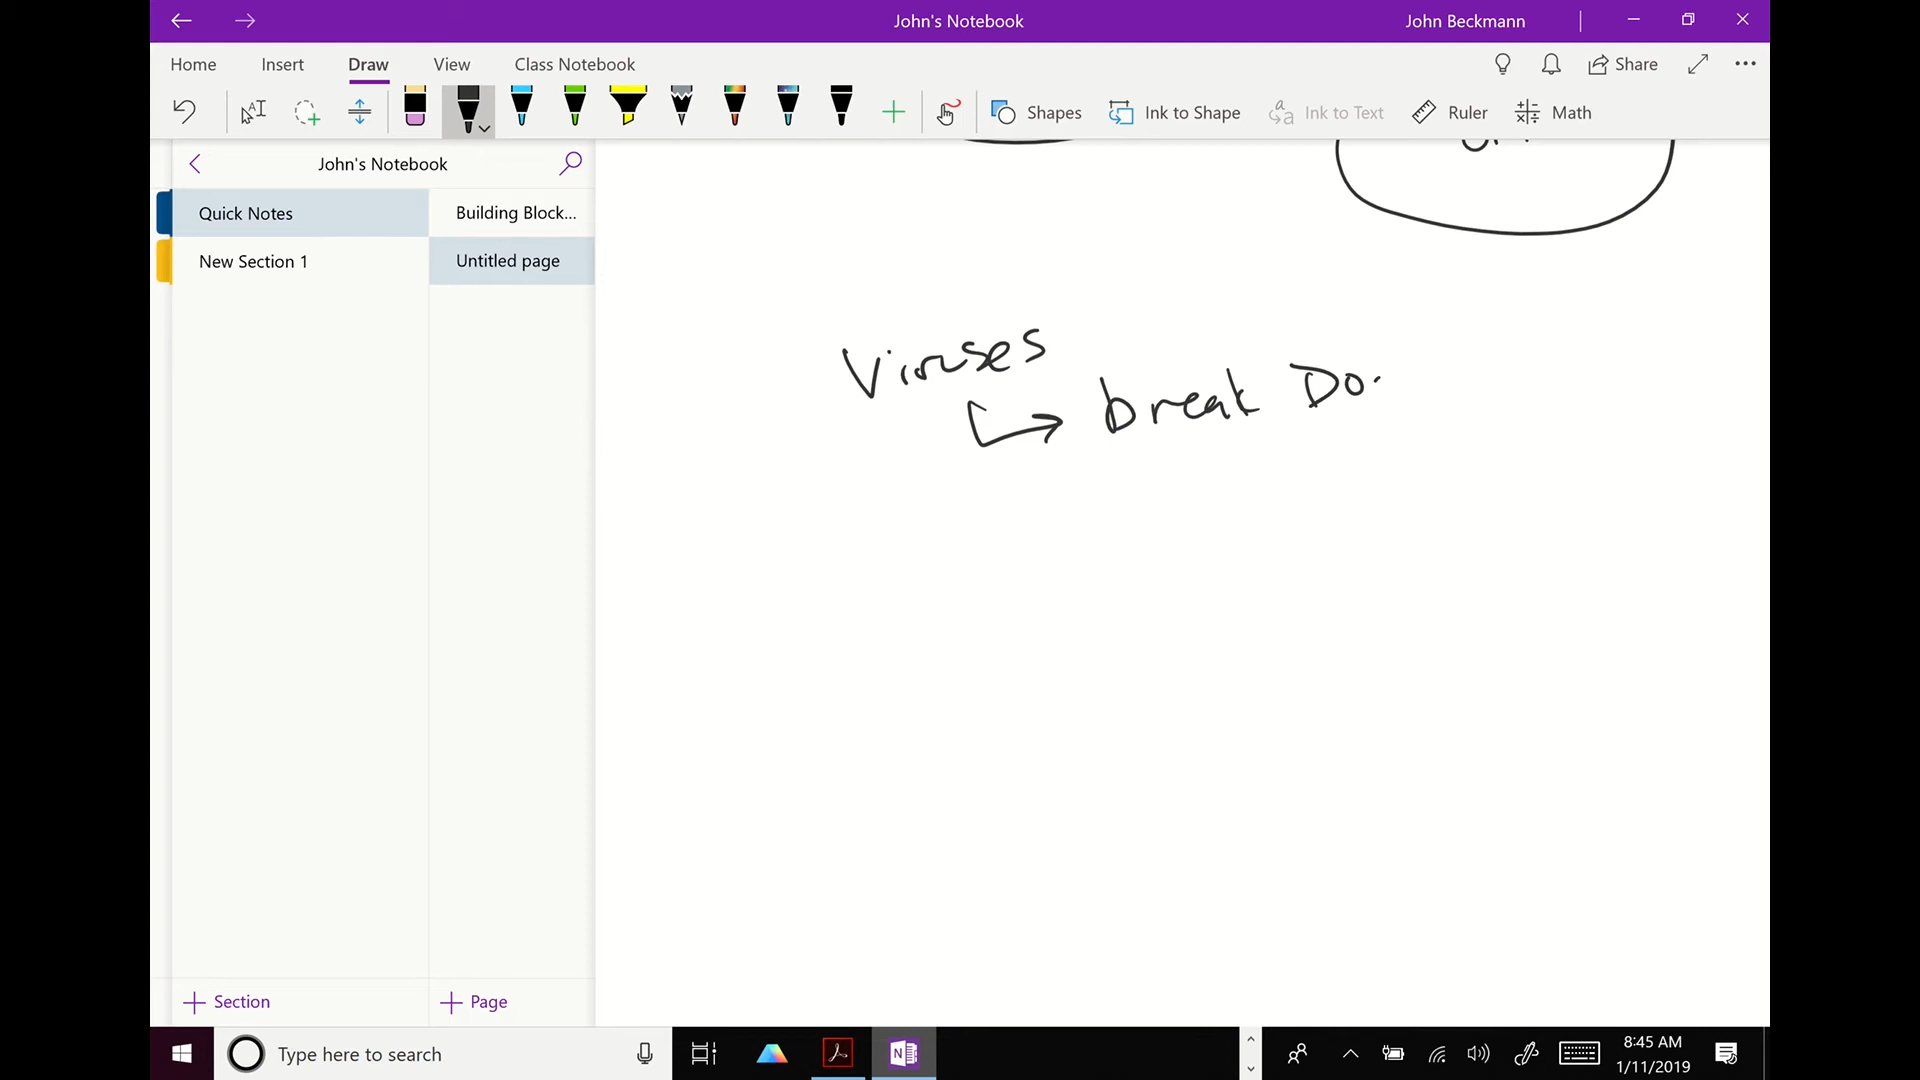 John's Notebook
John Beckmann
Home Insert Draw View Class Notebook
Share
Shapes Ink to Shape Ink to Text Ruler Math
John's Notebook
Quick Notes
Building Block...
New Section 1
Untitled page
Viruses
break Do
Section
Page
Type here to search
8:45 AM
1/11/2019